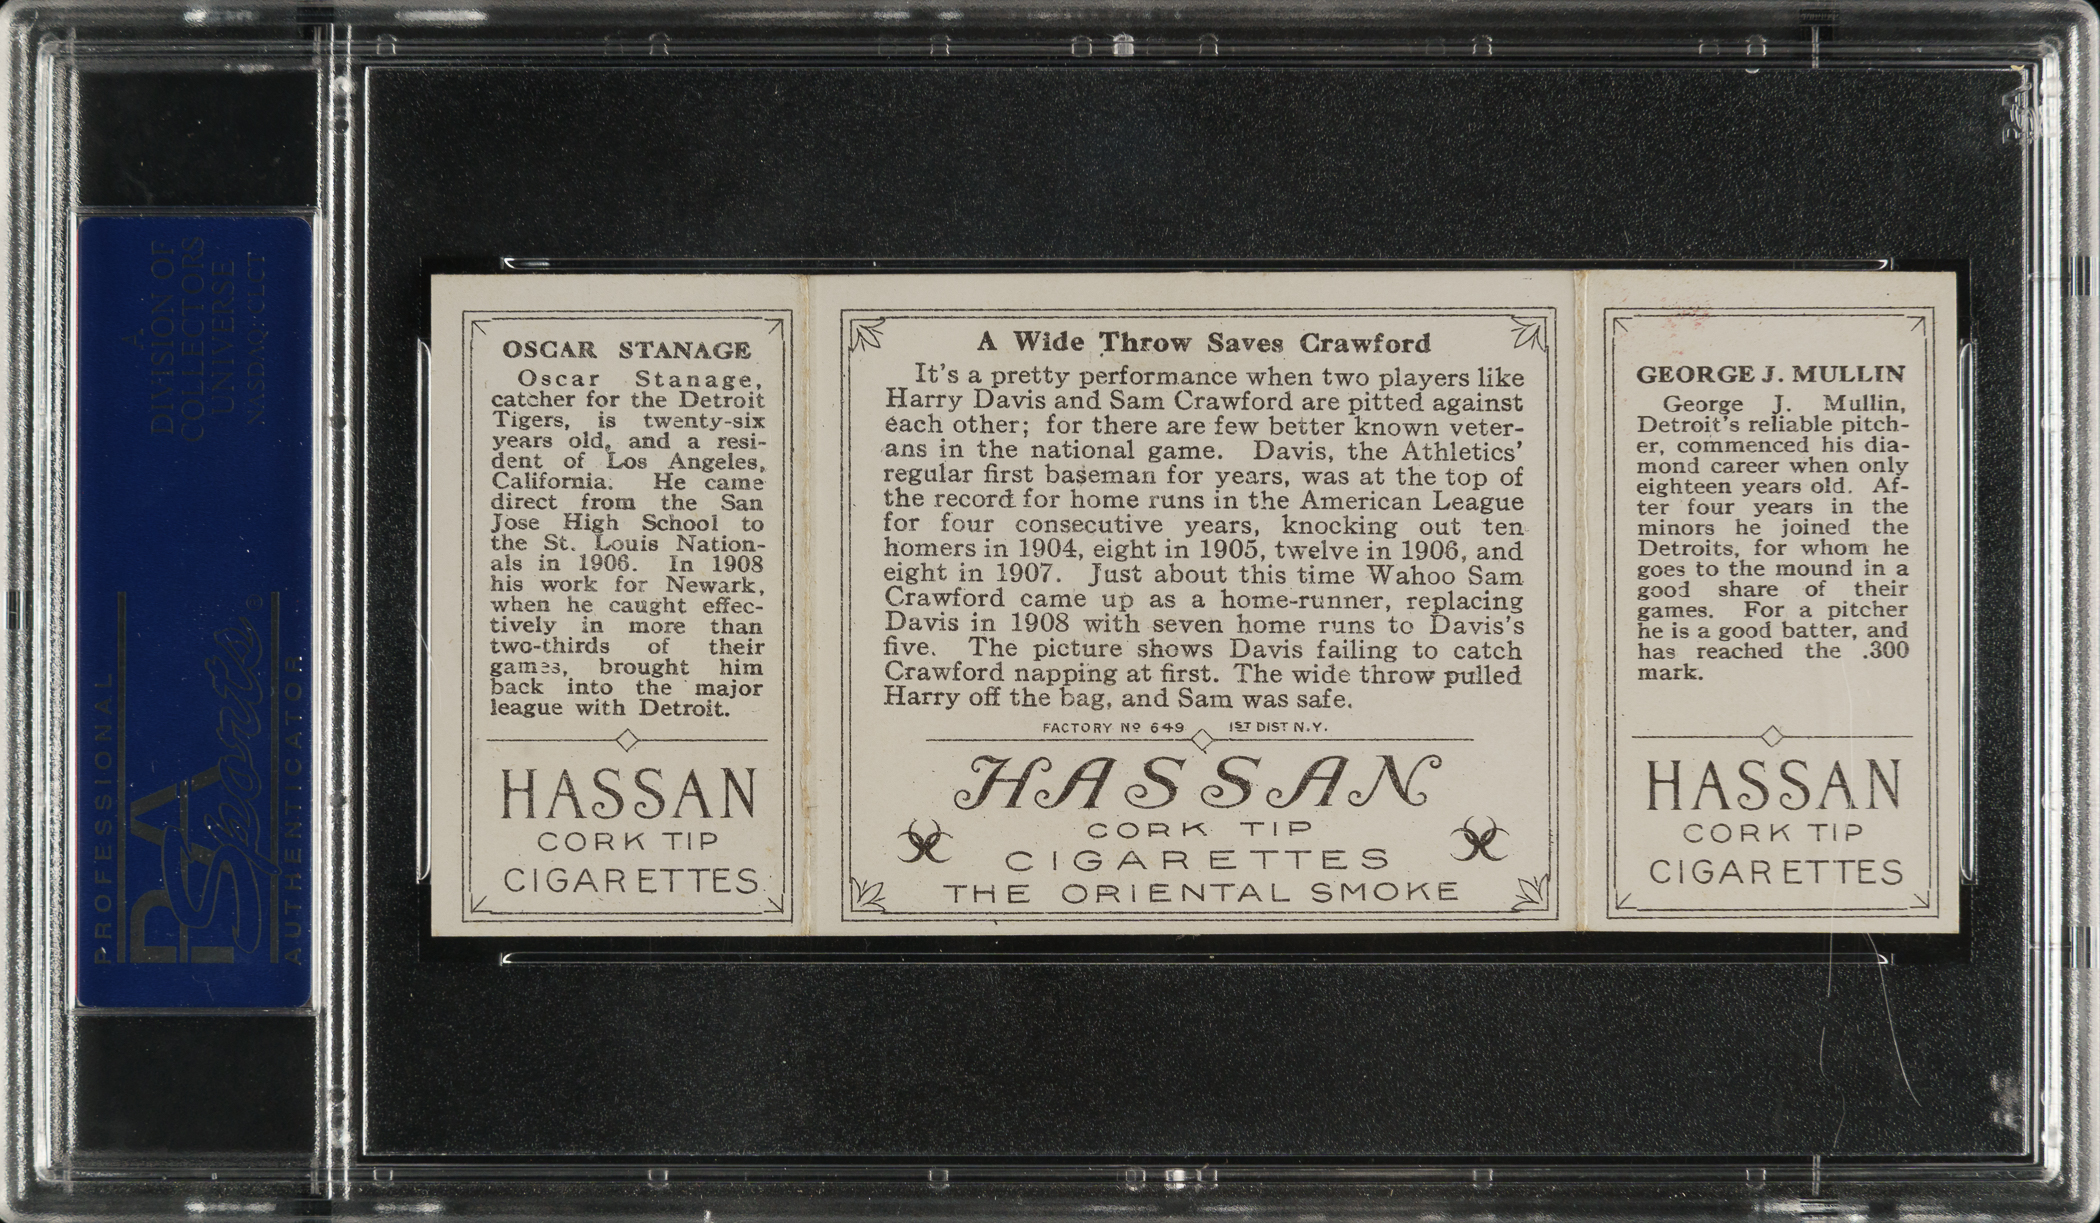 A
DIVISION OF
COLLECTORS
UNIVERSE
NASDAQ: CLCT
PROFESSIONAL
PSA
Sports®
AUTHENTICATOR
OSCAR STANAGE
Oscar Stanage,
catcher for the Detroit
Tigers, is twenty-six
years old, and a resi-
dent of Los Angeles,
California. He came
direct from the San
Jose High School to
the St. Louis Nation-
als in 1906. In 1908
his work for Newark,
when he caught effec-
tively in more than
two-thirds of their
games, brought him
back into the major
league with Detroit.
HASSAN
CORK TIP
CIGARETTES
A Wide Throw Saves Crawford
It's a pretty performance when two players like
Harry Davis and Sam Crawford are pitted against
each other; for there are few better known veter-
ans in the national game. Davis, the Athletics'
regular first baseman for years, was at the top of
the record for home runs in the American League
for four consecutive years, knocking out ten
homers in 1904, eight in 1905, twelve in 1906, and
eight in 1907. Just about this time Wahoo Sam
Crawford came up as a home-runner, replacing
Davis in 1908 with seven home runs to Davis's
five. The picture shows Davis failing to catch
Crawford napping at first. The wide throw pulled
Harry off the bag, and Sam was safe.
FACTORY Nº 649 1ST DIST N.Y.
HASSAN
CORK TIP
CIGARETTES
THE ORIENTAL SMOKE
GEORGE J. MULLIN
George J. Mullin,
Detroit's reliable pitch-
er, commenced his dia-
mond career when only
eighteen years old. Af-
ter four years in the
minors he joined the
Detroits, for whom he
goes to the mound in a
good share of their
games. For a pitcher
he is a good batter, and
has reached the .300
mark.
HASSAN
CORK TIP
CIGARETTES
PSA